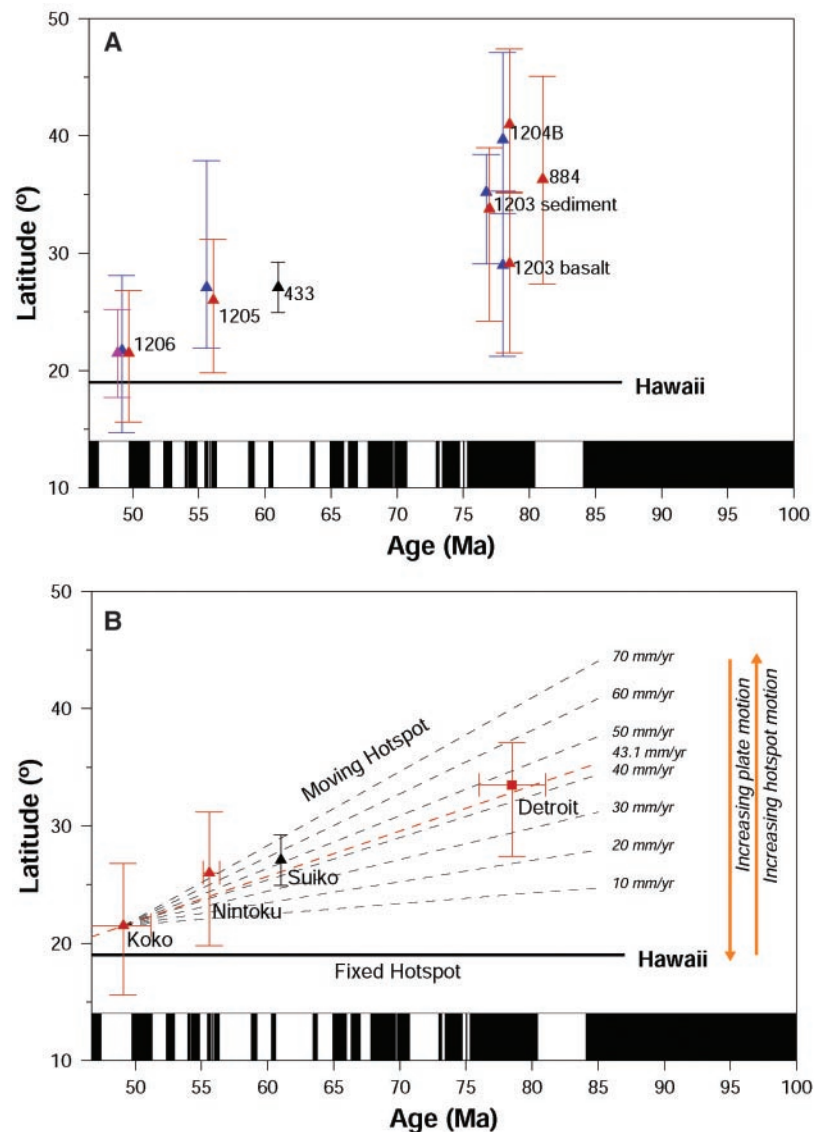 A
50
40
30
20
10
Latitude (º)
1204B
884
1203 sediment
1203 basalt
433
1205
1206
Hawaii
50 55 60 65 70 75 80 85 90 95 100
Age (Ma)
B
50
40
30
20
10
Latitude (º)
70 mm/yr
60 mm/yr
50 mm/yr
43.1 mm/yr
40 mm/yr
30 mm/yr
20 mm/yr
10 mm/yr
Moving Hotspot
Detroit
Suiko
Nintoku
Koko
Hawaii
Fixed Hotspot
Increasing plate motion
Increasing hotspot motion
50 55 60 65 70 75 80 85 90 95 100
Age (Ma)